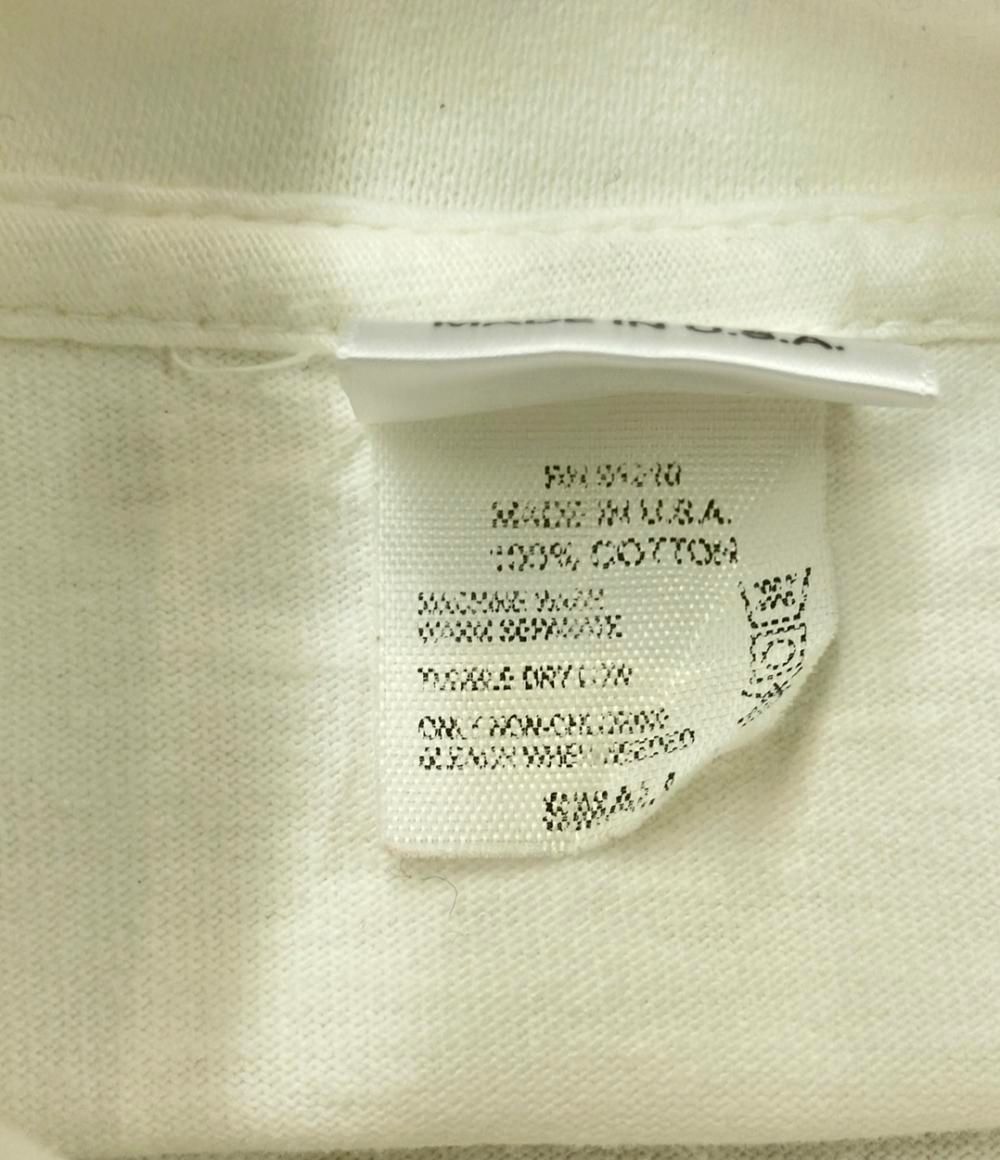 MADE IN U.S.A.
MADE IN U.S.A.
100% COTTON
MACHINE WASH
WARM SEPARATE
TUMBLE DRY LOW
ONLY NON-CHLORINE
BLEACH WHEN NEEDED
SMALL